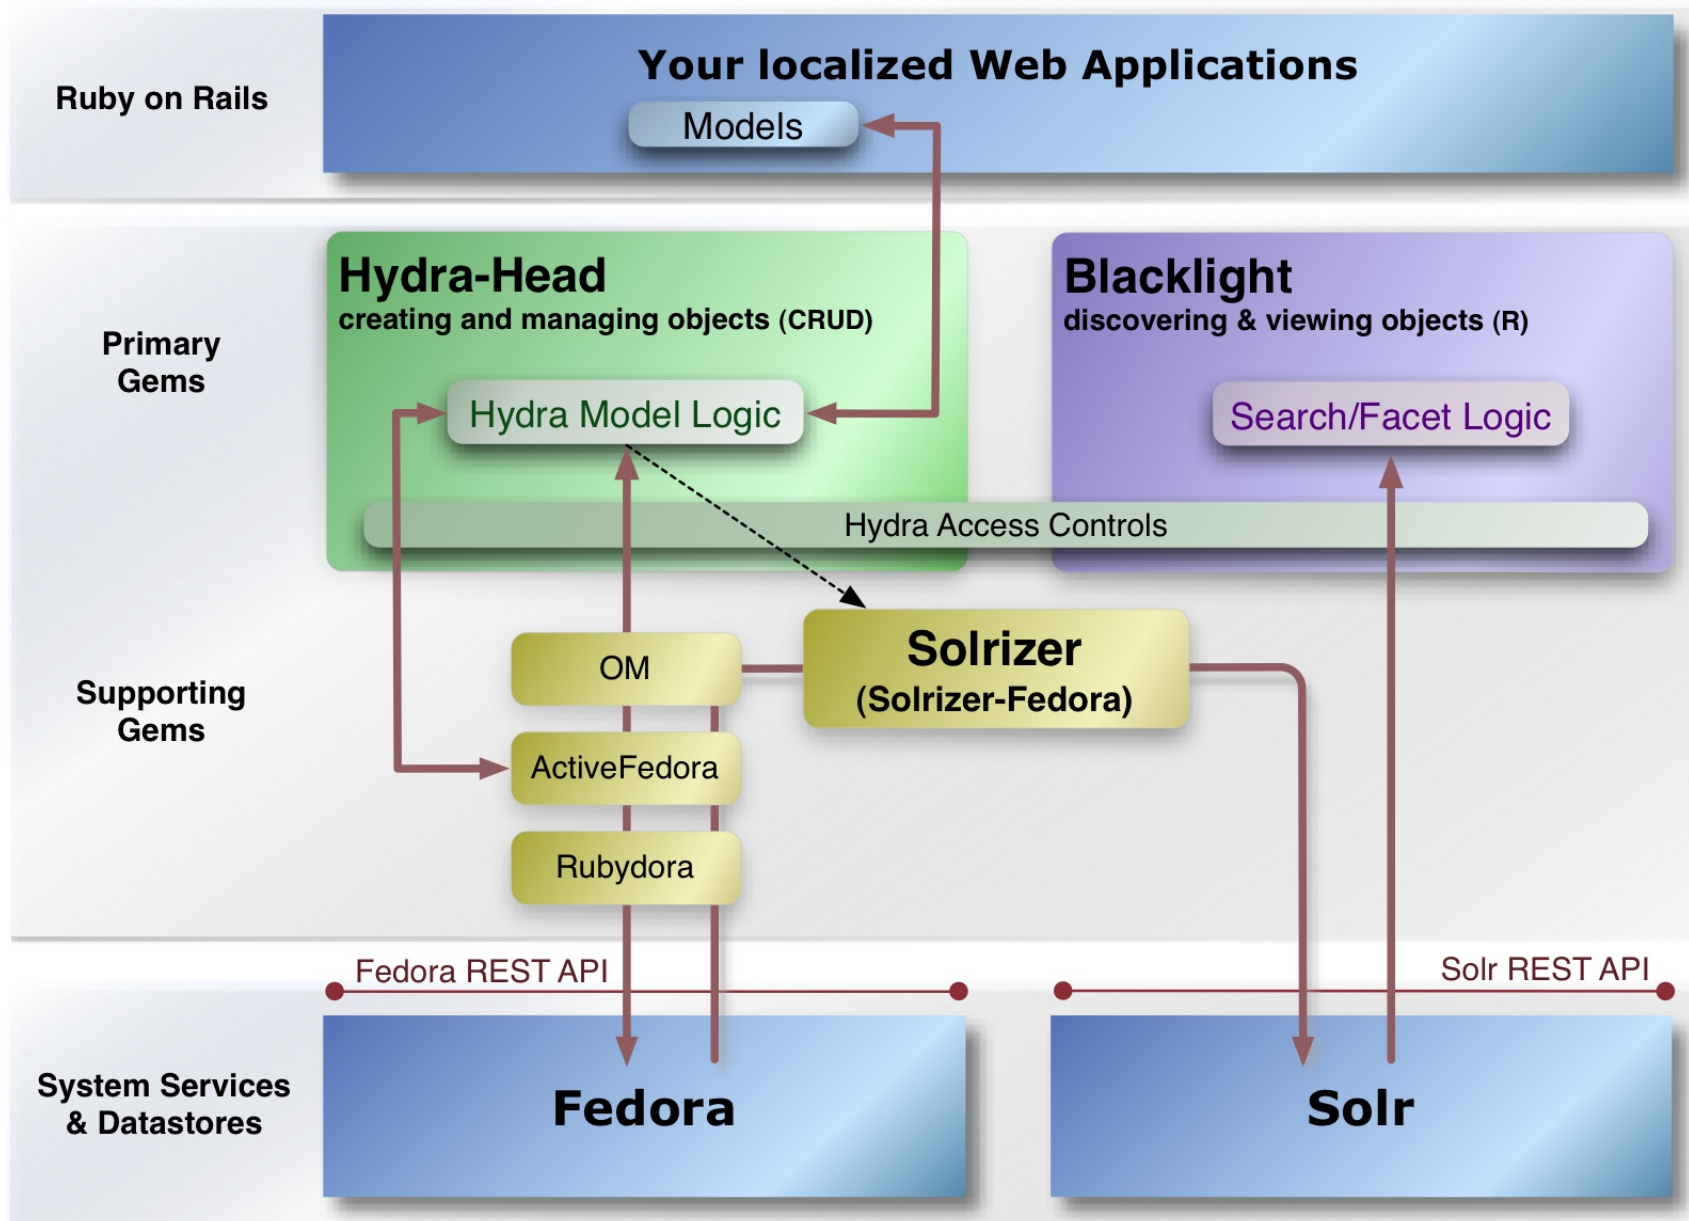 Ruby on Rails
Your localized Web Applications
Models
Primary
Gems
Hydra-Head
creating and managing objects (CRUD)
Hydra Model Logic
Blacklight
discovering & viewing objects (R)
Search/Facet Logic
Hydra Access Controls
Supporting
Gems
OM
ActiveFedora
Rubydora
Solrizer
(Solrizer-Fedora)
Fedora REST API
Solr REST API
System Services
& Datastores
Fedora
Solr